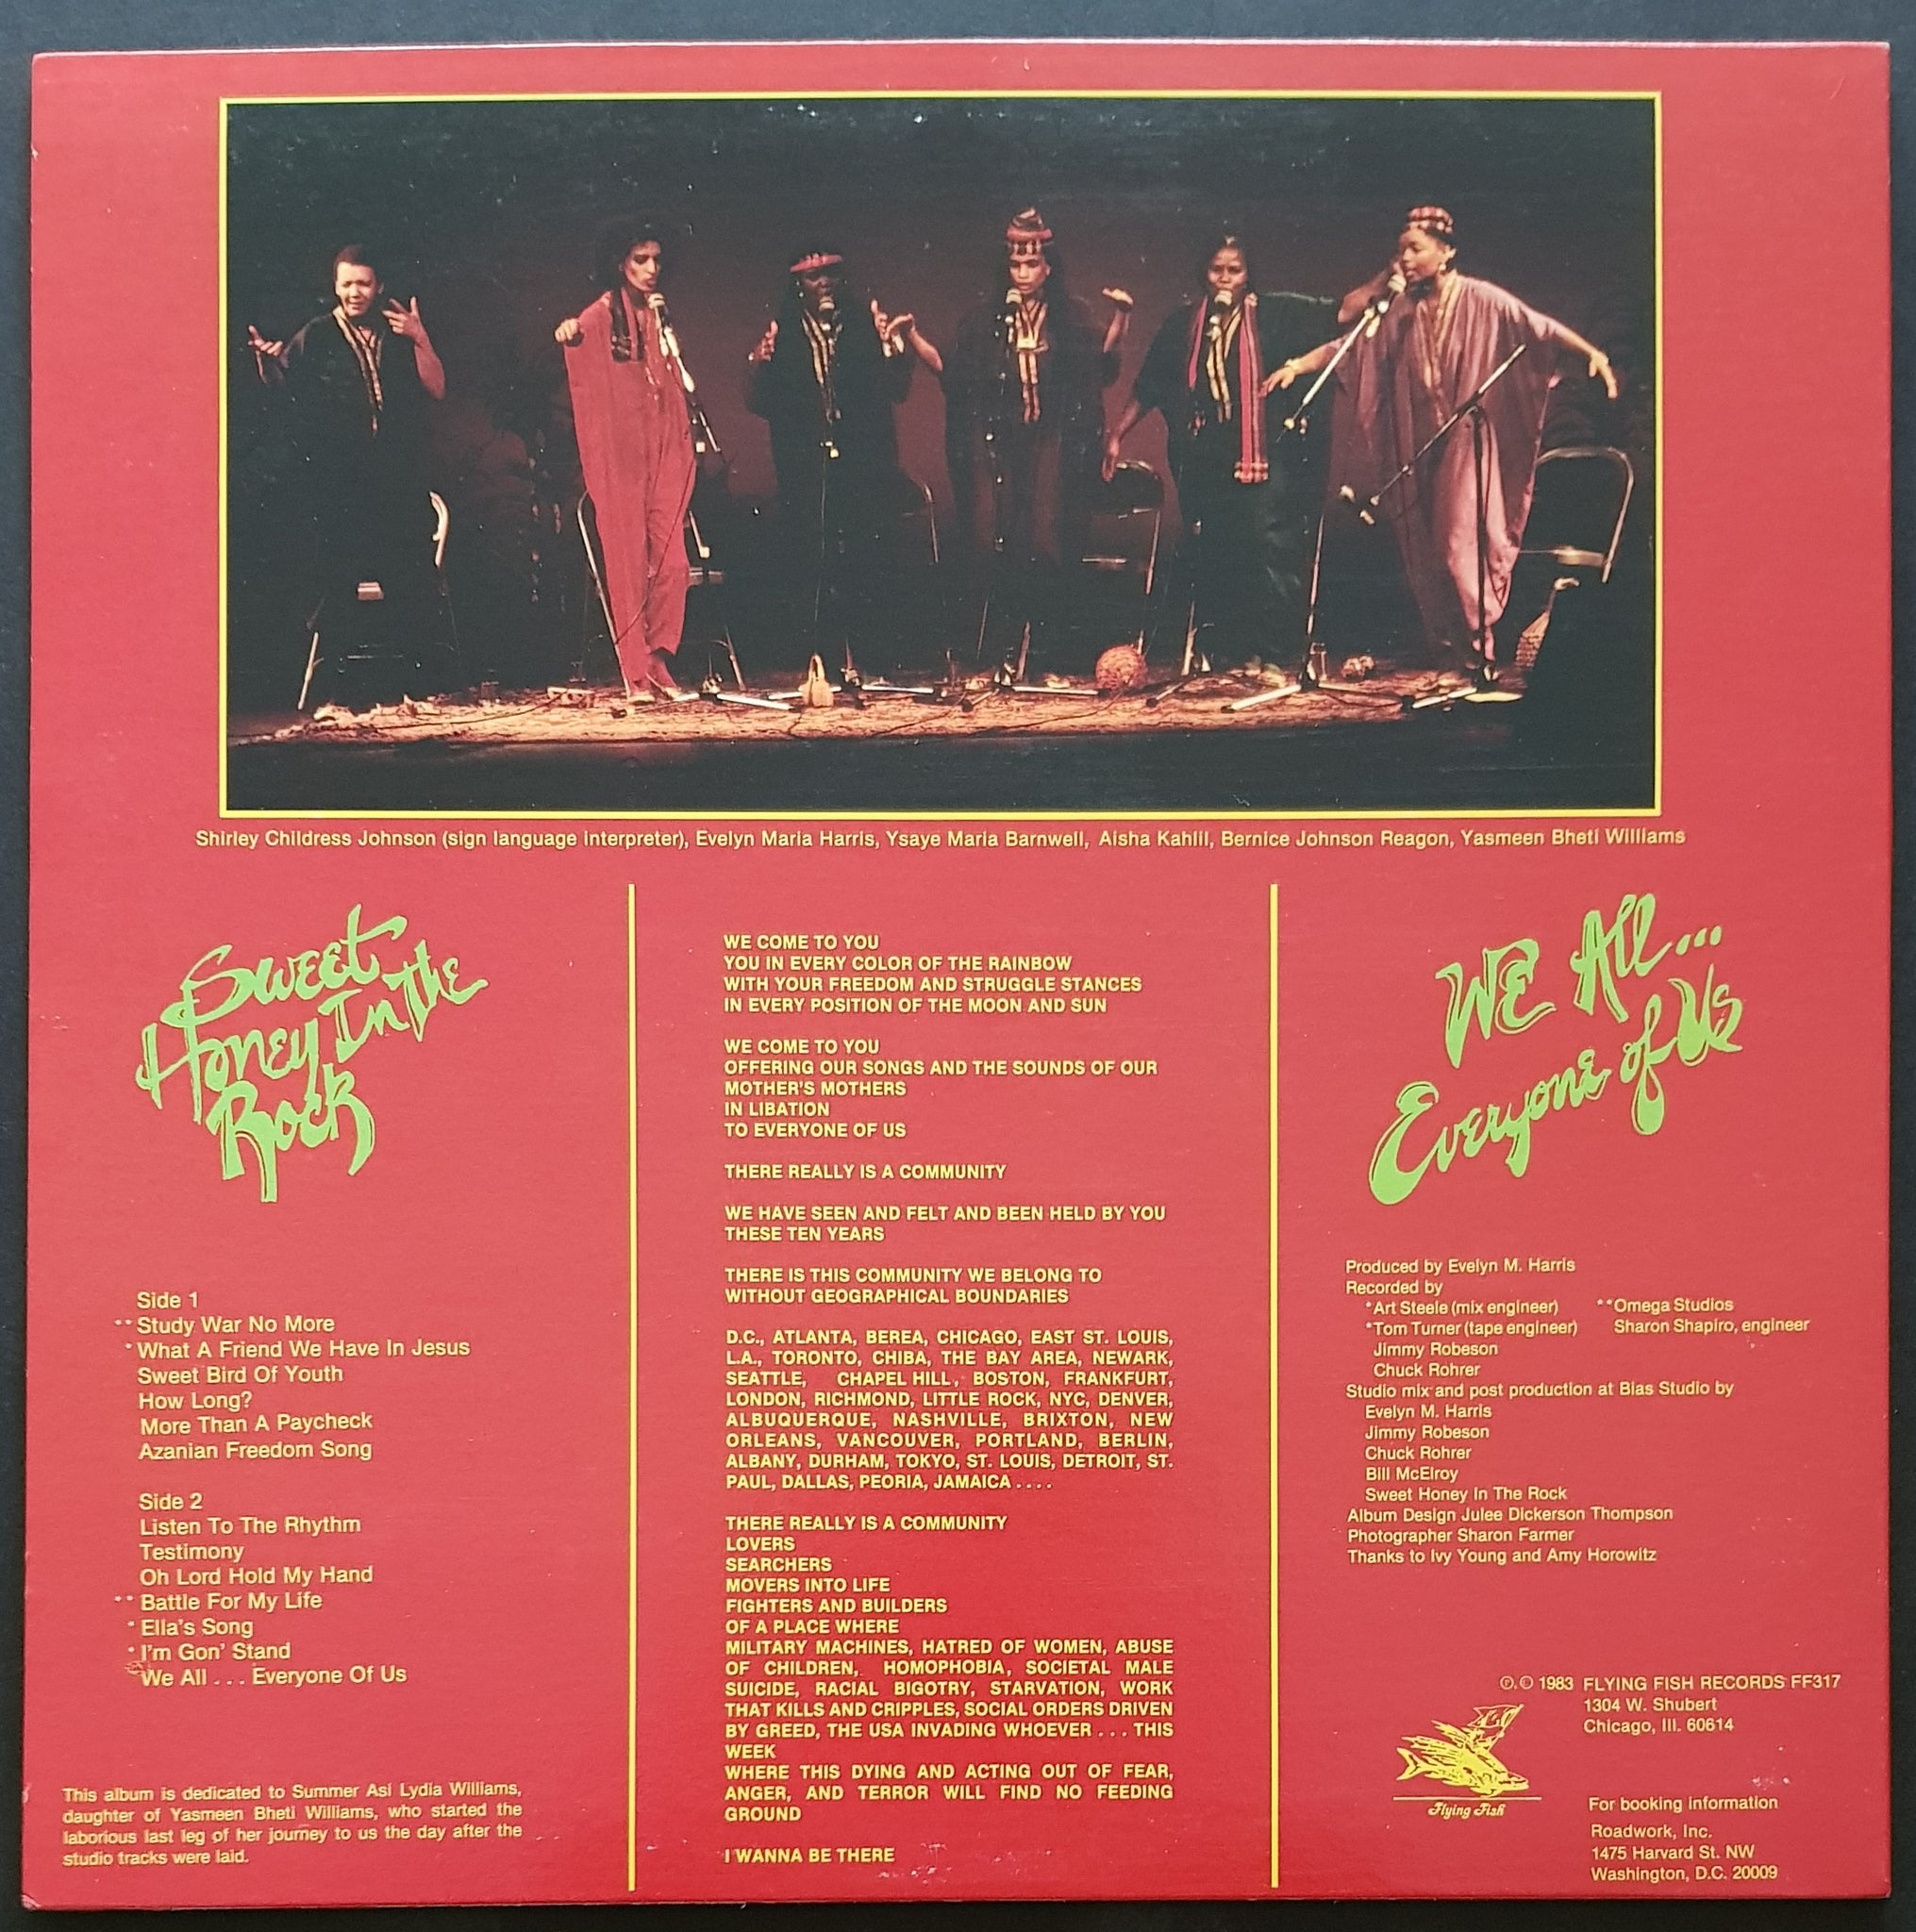 Shirley Childress Johnson (sign language interpreter), Evelyn Maria Harris, Ysaye Maria Barnwell, Aisha Kahlil, Bernice Johnson Reagon, Yasmeen Bheti Williams
Sweet
Honey In The
Rock
Side 1
**Study War No More
*What A Friend We Have In Jesus
Sweet Bird Of Youth
How Long?
More Than A Paycheck
Azanian Freedom Song
Side 2
Listen To The Rhythm
Testimony
Oh Lord Hold My Hand
**Battle For My Life
*Ella's Song
*I'm Gon' Stand
We All . . . Everyone Of Us
This album is dedicated to Summer Asi Lydia Williams,
daughter of Yasmeen Bheti Williams, who started the
laborious last leg of her journey to us the day after the
studio tracks were laid.
WE COME TO YOU
YOU IN EVERY COLOR OF THE RAINBOW
WITH YOUR FREEDOM AND STRUGGLE STANCES
IN EVERY POSITION OF THE MOON AND SUN
WE COME TO YOU
OFFERING OUR SONGS AND THE SOUNDS OF OUR
MOTHER'S MOTHERS
IN LIBATION
TO EVERYONE OF US
THERE REALLY IS A COMMUNITY
WE HAVE SEEN AND FELT AND BEEN HELD BY YOU
THESE TEN YEARS
THERE IS THIS COMMUNITY WE BELONG TO
WITHOUT GEOGRAPHICAL BOUNDARIES
D.C., ATLANTA, BEREA, CHICAGO, EAST ST. LOUIS,
L.A., TORONTO, CHIBA, THE BAY AREA, NEWARK,
SEATTLE, CHAPEL HILL, BOSTON, FRANKFURT,
LONDON, RICHMOND, LITTLE ROCK, NYC, DENVER,
ALBUQUERQUE, NASHVILLE, BRIXTON, NEW
ORLEANS, VANCOUVER, PORTLAND, BERLIN,
ALBANY, DURHAM, TOKYO, ST. LOUIS, DETROIT, ST.
PAUL, DALLAS, PEORIA, JAMAICA . . . .
THERE REALLY IS A COMMUNITY
LOVERS
SEARCHERS
MOVERS INTO LIFE
FIGHTERS AND BUILDERS
OF A PLACE WHERE
MILITARY MACHINES, HATRED OF WOMEN, ABUSE
OF CHILDREN, HOMOPHOBIA, SOCIETAL MALE
SUICIDE, RACIAL BIGOTRY, STARVATION, WORK
THAT KILLS AND CRIPPLES, SOCIAL ORDERS DRIVEN
BY GREED, THE USA INVADING WHOEVER . . . THIS
WEEK
WHERE THIS DYING AND ACTING OUT OF FEAR,
ANGER, AND TERROR WILL FIND NO FEEDING
GROUND
I WANNA BE THERE
We All...
Everyone of Us
Produced by Evelyn M. Harris
Recorded by
*Art Steele (mix engineer) **Omega Studios
*Tom Turner (tape engineer) Sharon Shapiro, engineer
Jimmy Robeson
Chuck Rohrer
Studio mix and post production at Bias Studio by
Evelyn M. Harris
Jimmy Robeson
Chuck Rohrer
Bill McElroy
Sweet Honey In The Rock
Album Design Julee Dickerson Thompson
Photographer Sharon Farmer
Thanks to Ivy Young and Amy Horowitz
℗, © 1983 FLYING FISH RECORDS FF317
1304 W. Shubert
Chicago, Ill. 60614
Flying Fish
For booking information
Roadwork, Inc.
1475 Harvard St. NW
Washington, D.C. 20009